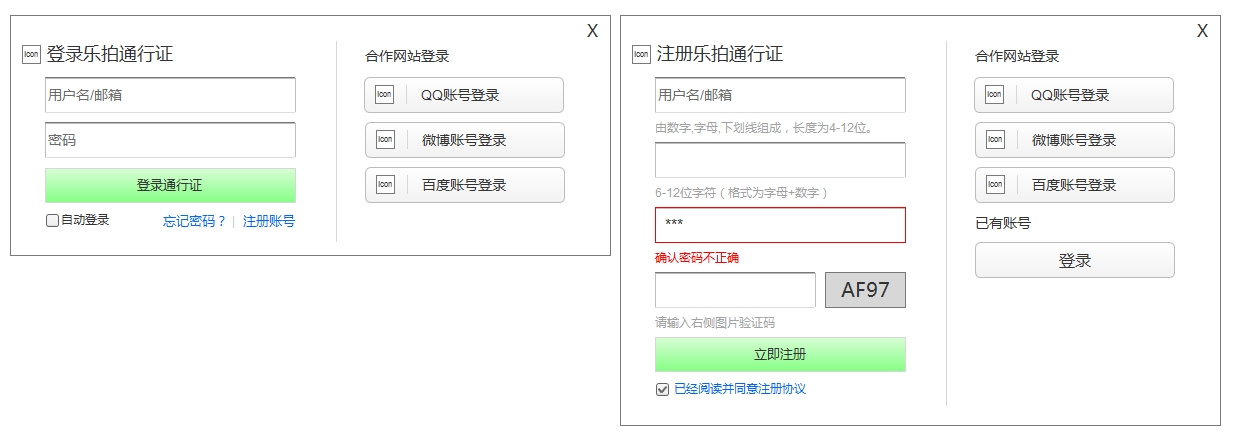 X
Icon 登录乐拍通行证
用户名/邮箱
密码
登录通行证
自动登录 忘记密码？ | 注册账号
合作网站登录
Icon QQ账号登录
Icon 微博账号登录
Icon 百度账号登录
X
Icon 注册乐拍通行证
用户名/邮箱
由数字,字母,下划线组成，长度为4-12位。
6-12位字符（格式为字母+数字）
***
确认密码不正确
AF97
请输入右侧图片验证码
立即注册
已经阅读并同意注册协议
合作网站登录
Icon QQ账号登录
Icon 微博账号登录
Icon 百度账号登录
已有账号
登录